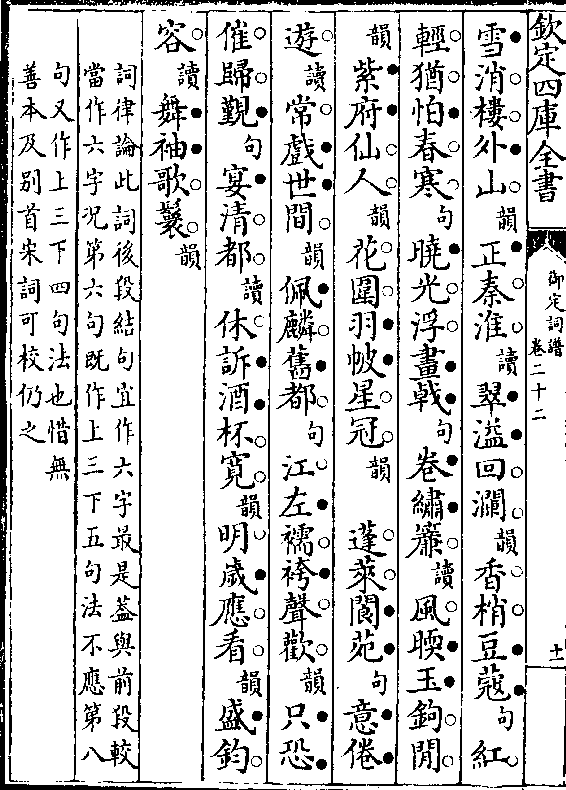 欽定四庫全書
御定詞譜
卷二十二
十一
雪消樓外山韻正秦淮讀翠溢回瀾韻香梢豆蔻句紅
輕猶怕春寒句曉光浮畫戟句卷繡簾讀風暖玉鉤閒
韻紫府仙人韻花圍羽帔星冠韻 蓬萊閬苑句意倦
遊讀常戲世間韻佩麟舊都句江左襦袴聲歡韻只恐
催歸覲句宴清都讀休訴酒杯寬韻明歲應看韻盛鈞
容讀舞袖歌鬟韻
詞律論此詞後段結句宜作六字最是葢與前段較
當作六字況第六句既作上三下五句法不應第八
句又作上三下四句法也惜無
善本及别首宋詞可校仍之